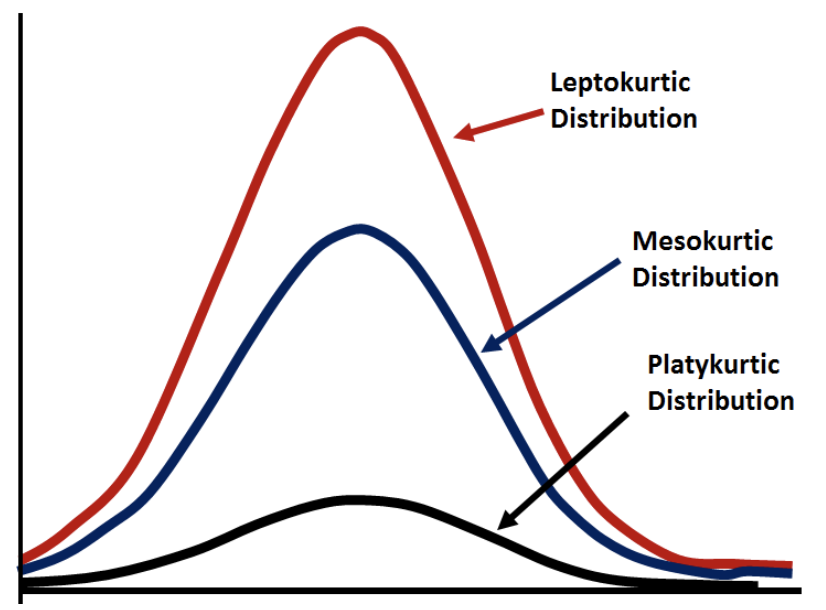 Leptokurtic
Distribution
Mesokurtic
Distribution
Platykurtic
Distribution